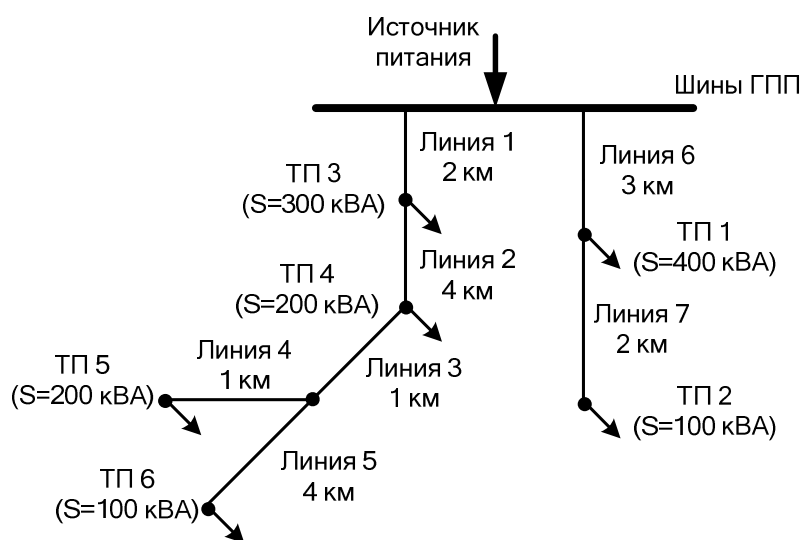 Источник
питания
Шины ГПП
Линия 1
2 км
Линия 6
3 км
ТП 3
(S=300 кВА)
ТП 1
(S=400 кВА)
Линия 2
4 км
ТП 4
(S=200 кВА)
Линия 7
2 км
Линия 4
1 км
Линия 3
1 км
ТП 5
(S=200 кВА)
ТП 2
(S=100 кВА)
Линия 5
4 км
ТП 6
(S=100 кВА)